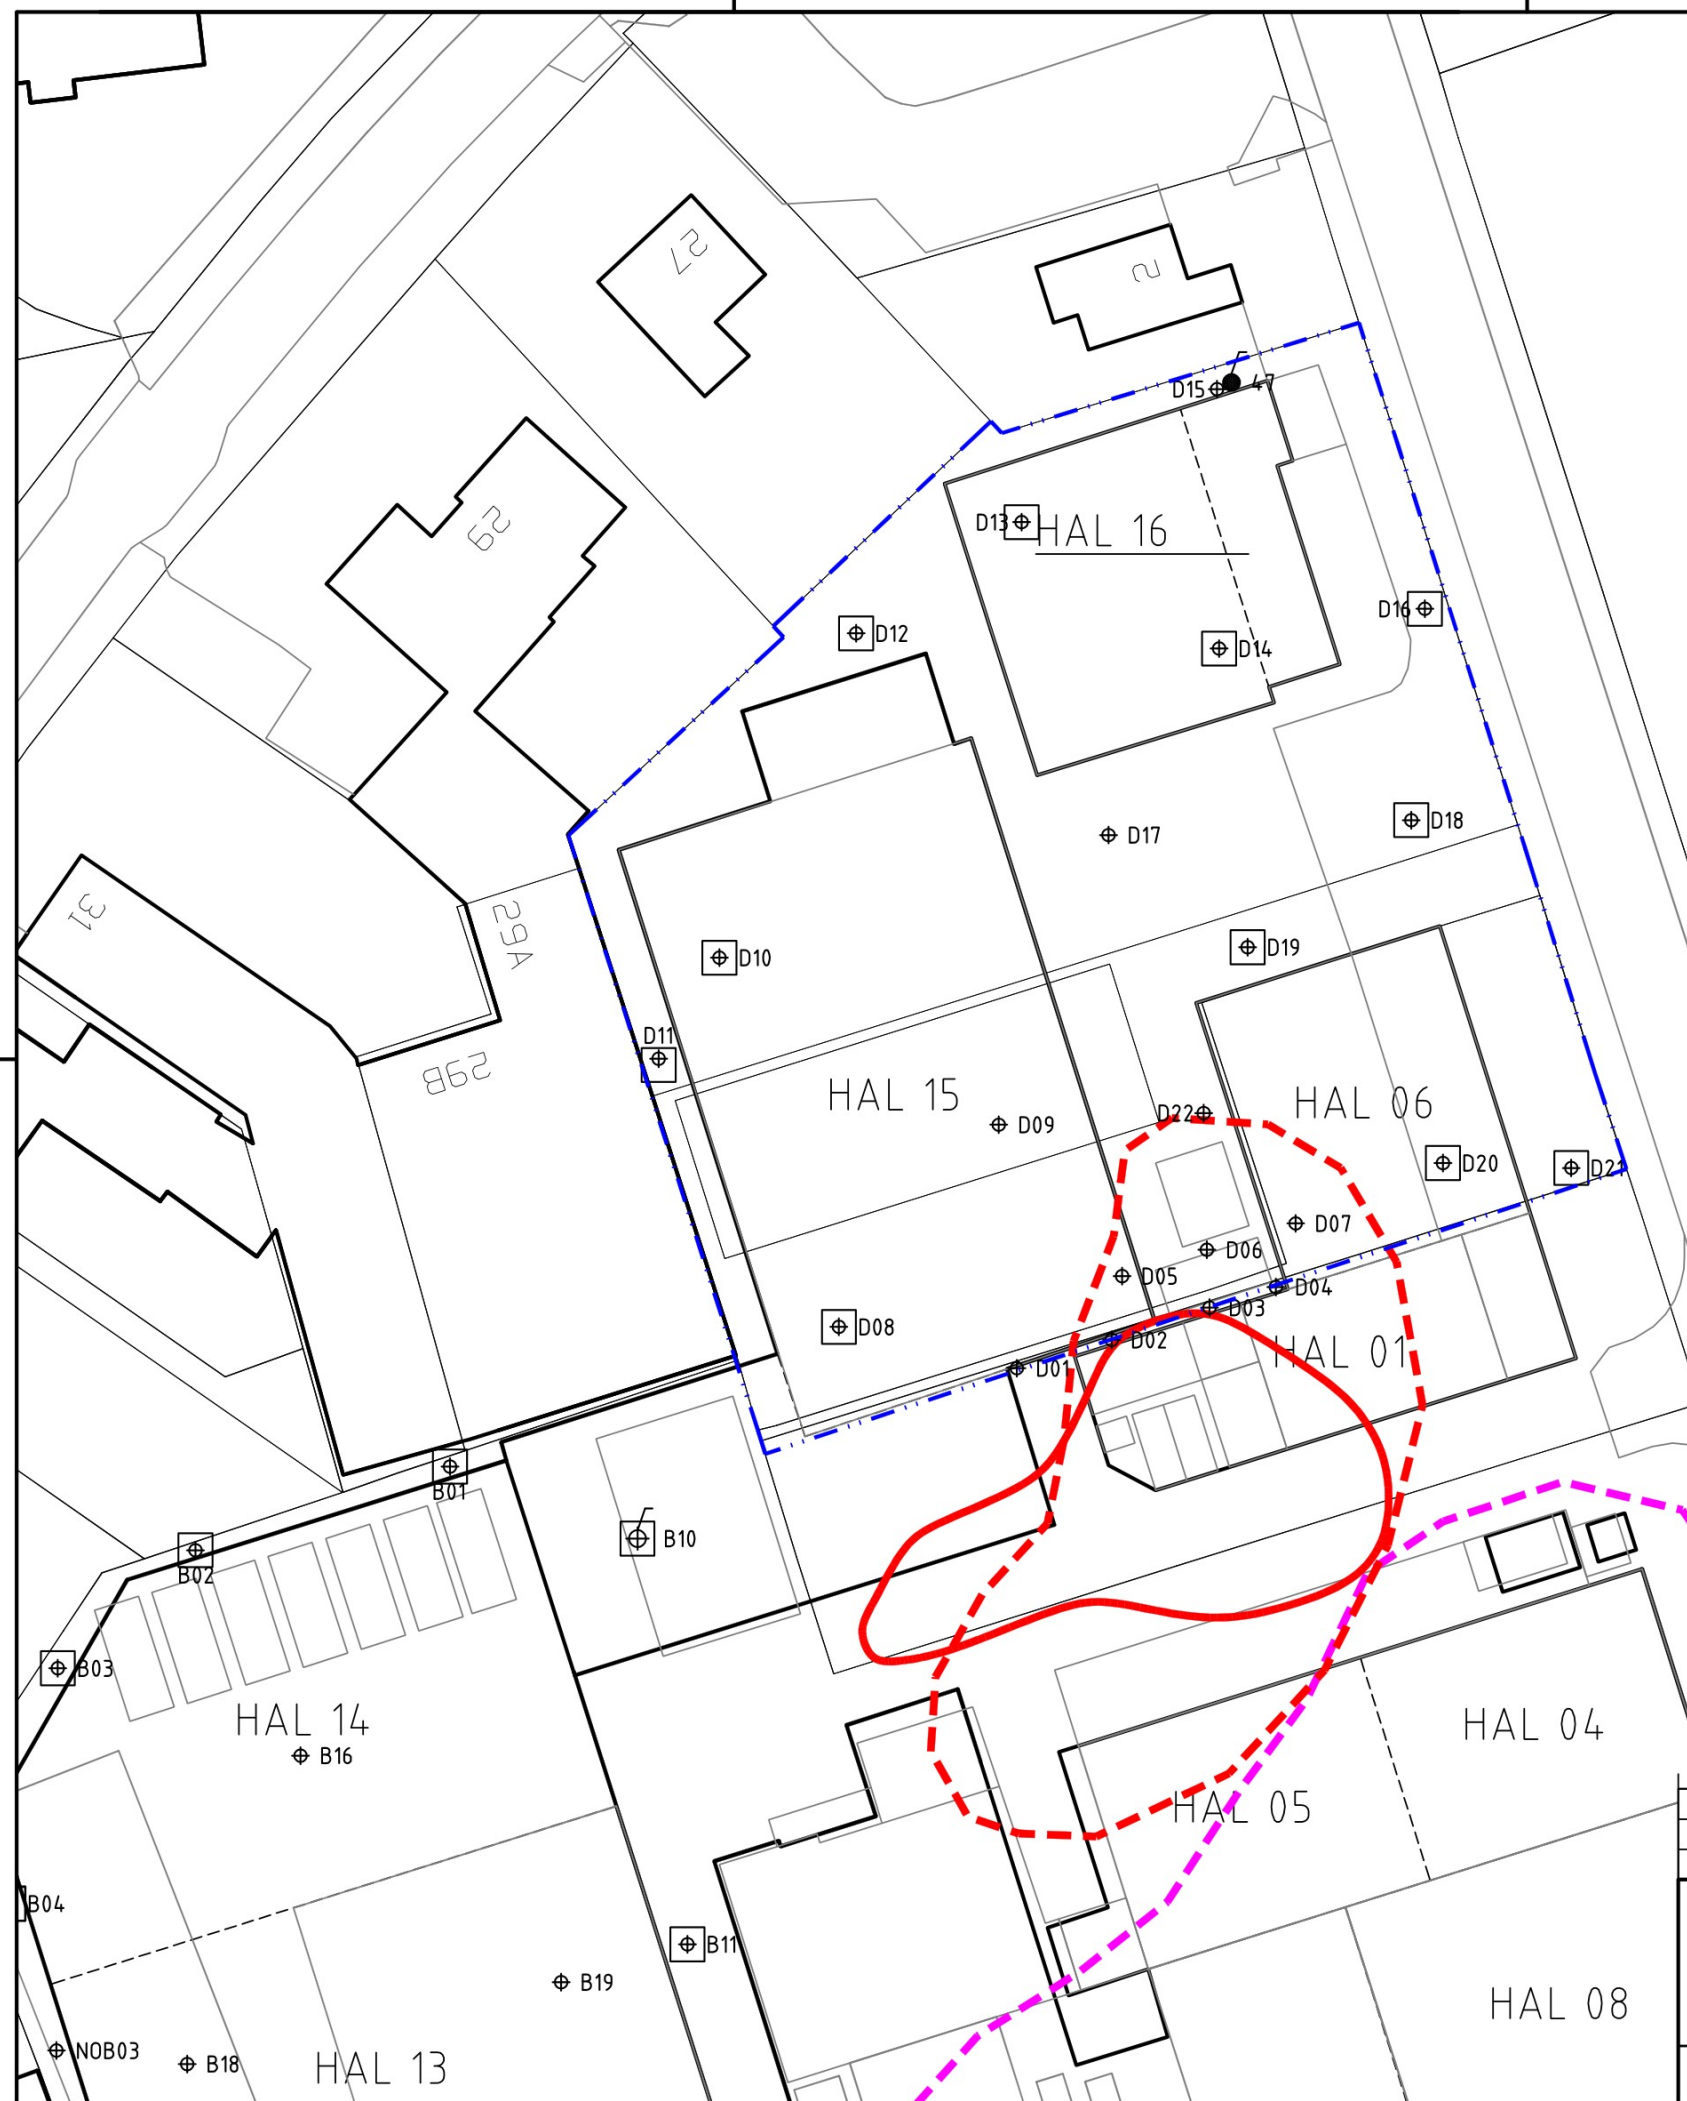 27
2
D15
47
D13
HAL 16
29
D12
D16
D14
D17
D18
31
29A
D10
D19
D11
29B
HAL 15
D09
D22
HAL 06
D20
D21
D07
D06
D05
D04
D03
D08
D02
D01
HAL 01
B01
B10
B02
B03
HAL 14
B16
HAL 04
HAL 05
B04
B11
B19
HAL 08
NOB03
B18
HAL 13